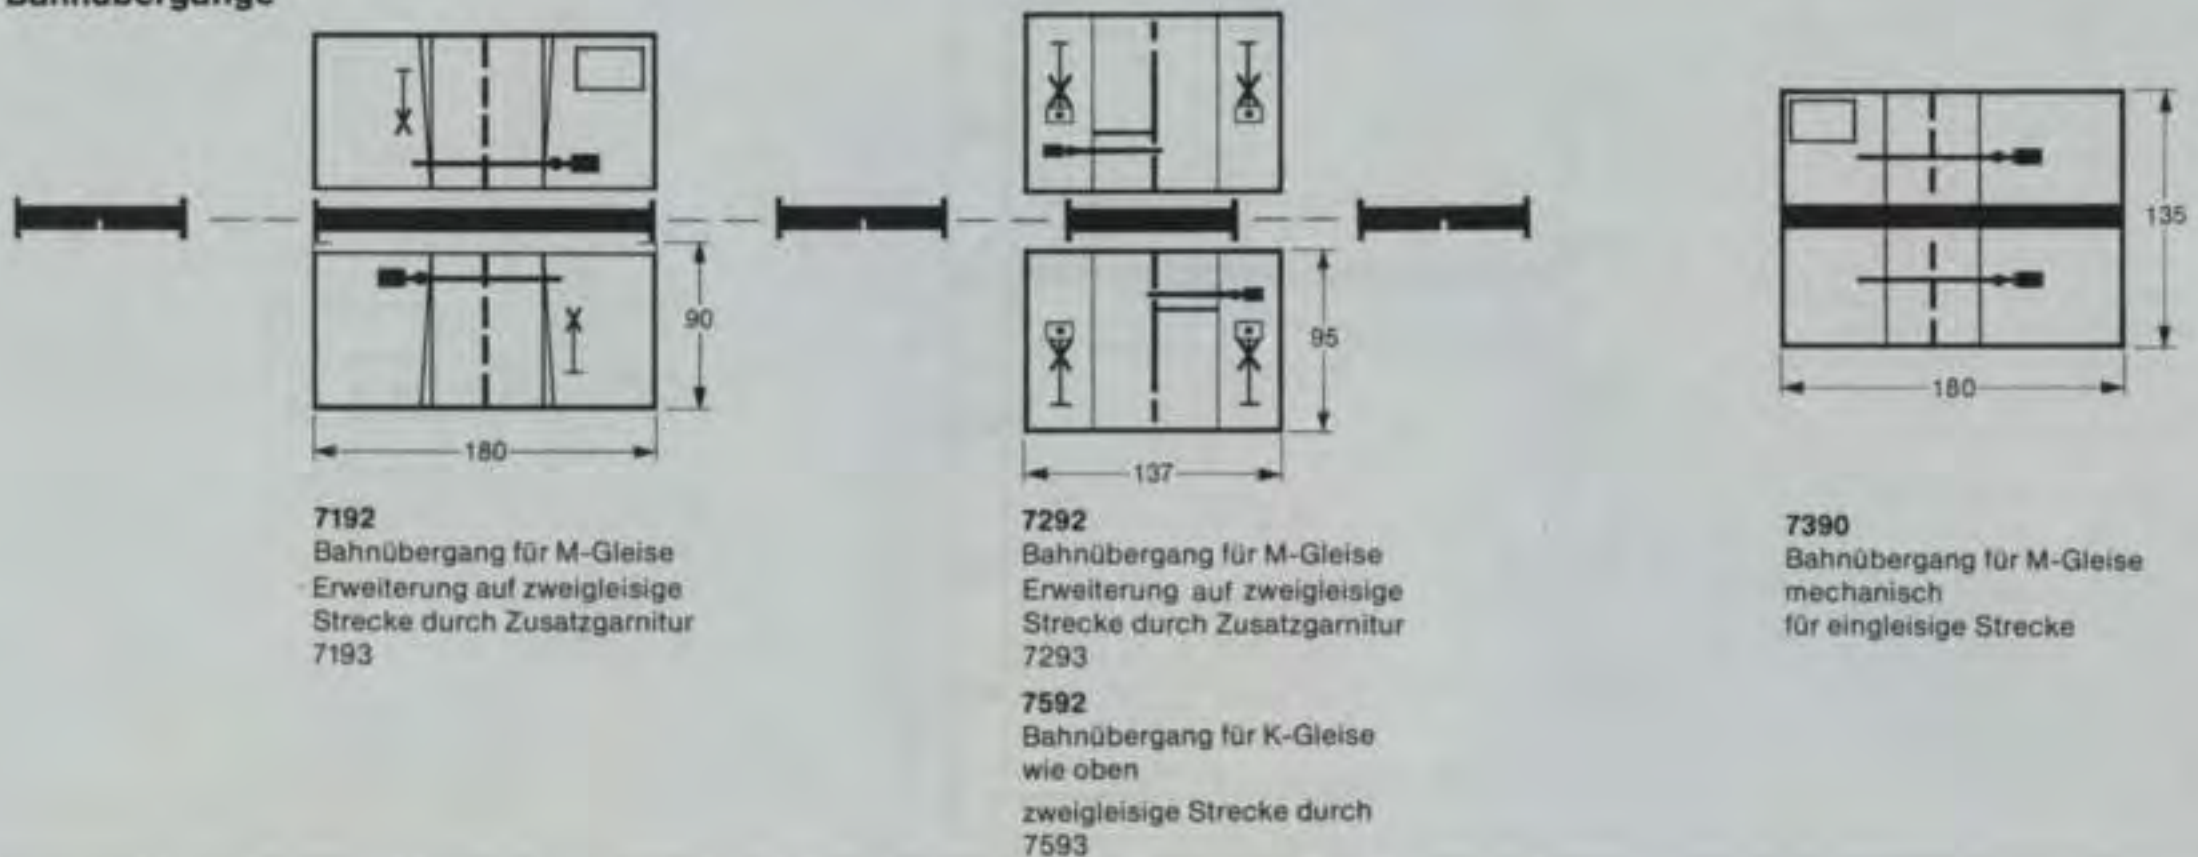 Bahnübergänge
90
180
7192
Bahnübergang für M-Gleise
Erweiterung auf zweigleisige
Strecke durch Zusatzgarnitur
7193
95
137
7292
Bahnübergang für M-Gleise
Erweiterung auf zweigleisige
Strecke durch Zusatzgarnitur
7293
7592
Bahnübergang für K-Gleise
wie oben
zweigleisige Strecke durch
7593
135
180
7390
Bahnübergang für M-Gleise
mechanisch
für eingleisige Strecke